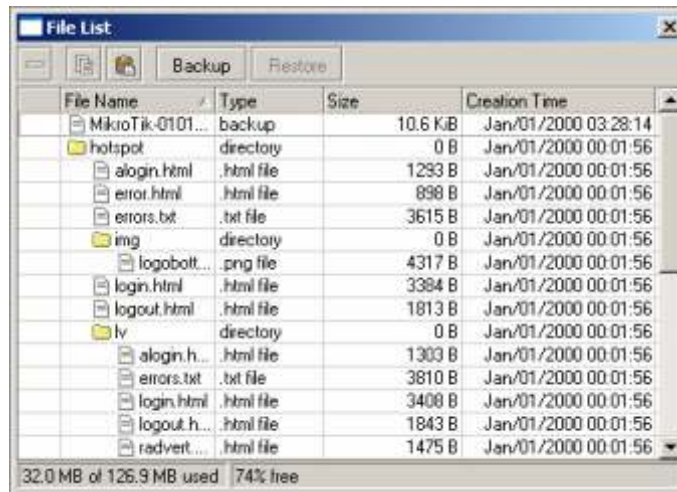 File List
Backup Restore
File Name Type Size Creation Time
MikroTik-0101... backup 10.6 KiB Jan/01/2000 03:28:14
hotspot directory 0 B Jan/01/2000 00:01:56
alogin.html .html file 1293 B Jan/01/2000 00:01:56
error.html .html file 898 B Jan/01/2000 00:01:56
errors.txt .txt file 3615 B Jan/01/2000 00:01:56
img directory 0 B Jan/01/2000 00:01:56
logobott... .png file 4317 B Jan/01/2000 00:01:56
login.html .html file 3384 B Jan/01/2000 00:01:56
logout.html .html file 1813 B Jan/01/2000 00:01:56
lv directory 0 B Jan/01/2000 00:01:56
alogin.h... .html file 1303 B Jan/01/2000 00:01:56
errors.txt .txt file 3810 B Jan/01/2000 00:01:56
login.html .html file 3408 B Jan/01/2000 00:01:56
logout.h... .html file 1843 B Jan/01/2000 00:01:56
radvert.... .html file 1475 B Jan/01/2000 00:01:56
32.0 MB of 126.9 MB used 74% free